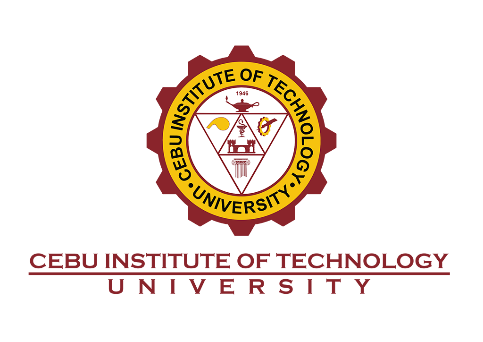 CEBU INSTITUTE OF TECHNOLOGY
• UNIVERSITY •
1946
CEBU INSTITUTE OF TECHNOLOGY
UNIVERSITY